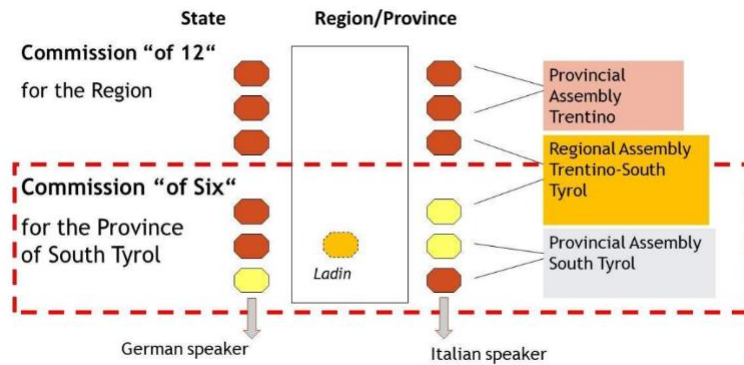 State
Region/Province
Commission “of 12“
for the Region
Provincial
Assembly
Trentino
Regional Assembly
Trentino-South
Tyrol
Commission “of Six“
for the Province
of South Tyrol
Ladin
Provincial Assembly
South Tyrol
German speaker
Italian speaker